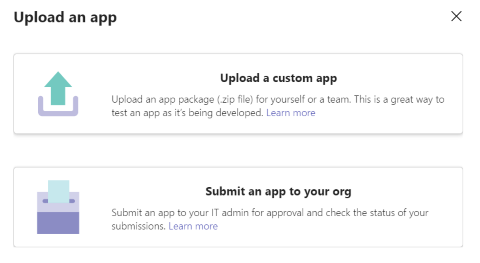 Upload an app
Upload a custom app
Upload an app package (.zip file) for yourself or a team. This is a great way to
test an app as it's being developed. Learn more
Submit an app to your org
Submit an app to your IT admin for approval and check the status of your
submissions. Learn more